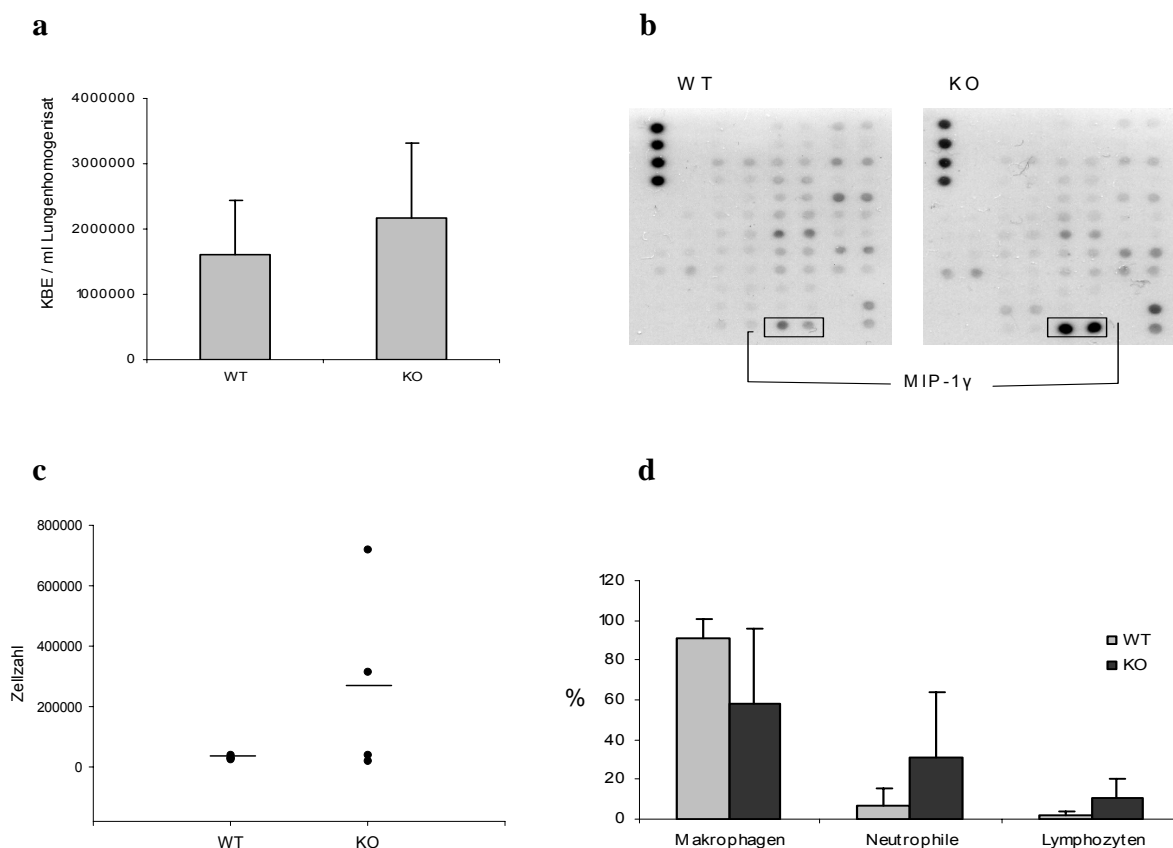 a
KBE / ml Lungenhomogenisat
4000000
3000000
2000000
1000000
0
WT
KO
b
WT
KO
MIP-1γ
c
Zellzahl
800000
600000
400000
200000
0
WT
KO
d
%
120
100
80
60
40
20
0
WT
KO
Makrophagen
Neutrophile
Lymphozyten